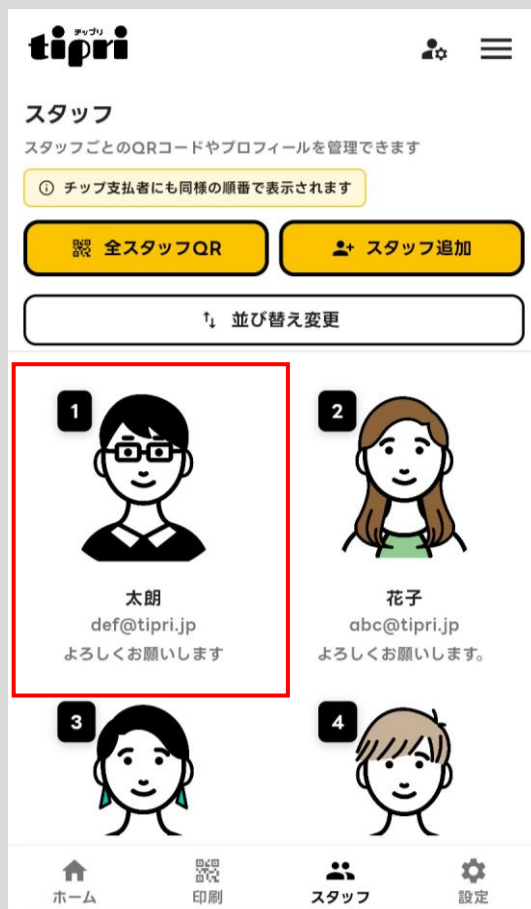 チップリ
tipri
スタッフ
スタッフごとのQRコードやプロフィールを管理できます
チップ支払者にも同様の順番で表示されます
全スタッフQR
スタッフ追加
並び替え変更
1
2
太朗
花子
def@tipri.jp
abc@tipri.jp
よろしくお願いします
よろしくお願いします。
3
4
ホーム
印刷
スタッフ
設定